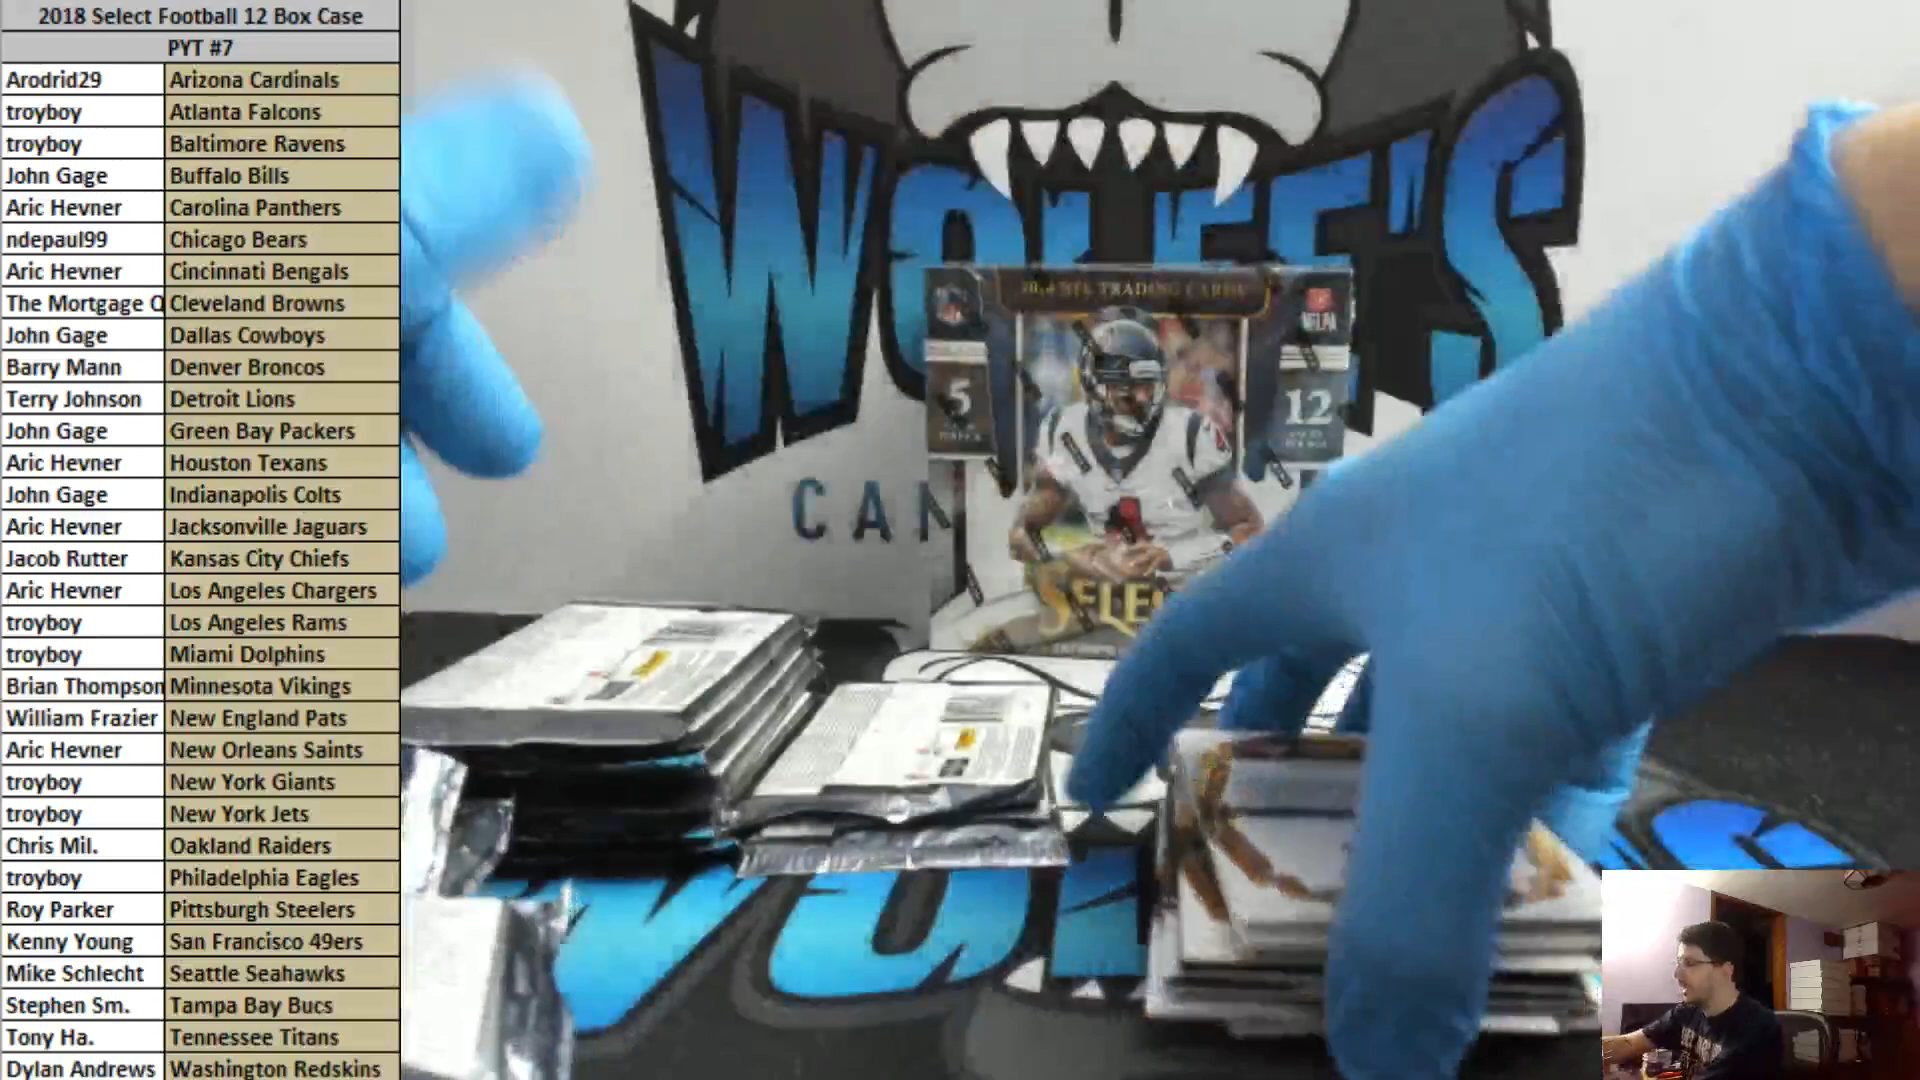 2018 Select Football 12 Box Case
PYT #7
Arodrid29 Arizona Cardinals
troyboy Atlanta Falcons
troyboy Baltimore Ravens
John Gage Buffalo Bills
Aric Hevner Carolina Panthers
ndepaul99 Chicago Bears
Aric Hevner Cincinnati Bengals
The Mortgage Cleveland Browns
John Gage Dallas Cowboys
Barry Mann Denver Broncos
Terry Johnson Detroit Lions
John Gage Green Bay Packers
Aric Hevner Houston Texans
John Gage Indianapolis Colts
Aric Hevner Jacksonville Jaguars
Jacob Rutter Kansas City Chiefs
Aric Hevner Los Angeles Chargers
troyboy Los Angeles Rams
troyboy Miami Dolphins
Brian Thompson Minnesota Vikings
William Frazier New England Pats
Aric Hevner New Orleans Saints
troyboy New York Giants
troyboy New York Jets
Chris Mil. Oakland Raiders
troyboy Philadelphia Eagles
Roy Parker Pittsburgh Steelers
Kenny Young San Francisco 49ers
Mike Schlecht Seattle Seahawks
Stephen Sm. Tampa Bay Bucs
Tony Ha. Tennessee Titans
Dylan Andrews Washington Redskins
WOLFE'S
NFL TRADING CARDS
NFLPA
5
12